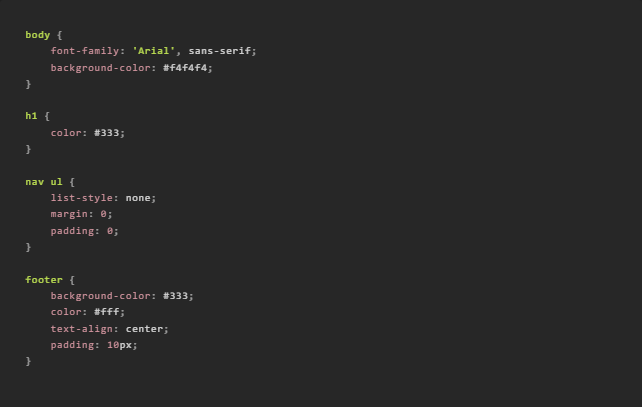 body {
    font-family: 'Arial', sans-serif;
    background-color: #f4f4f4;
}

h1 {
    color: #333;
}

nav ul {
    list-style: none;
    margin: 0;
    padding: 0;
}

footer {
    background-color: #333;
    color: #fff;
    text-align: center;
    padding: 10px;
}